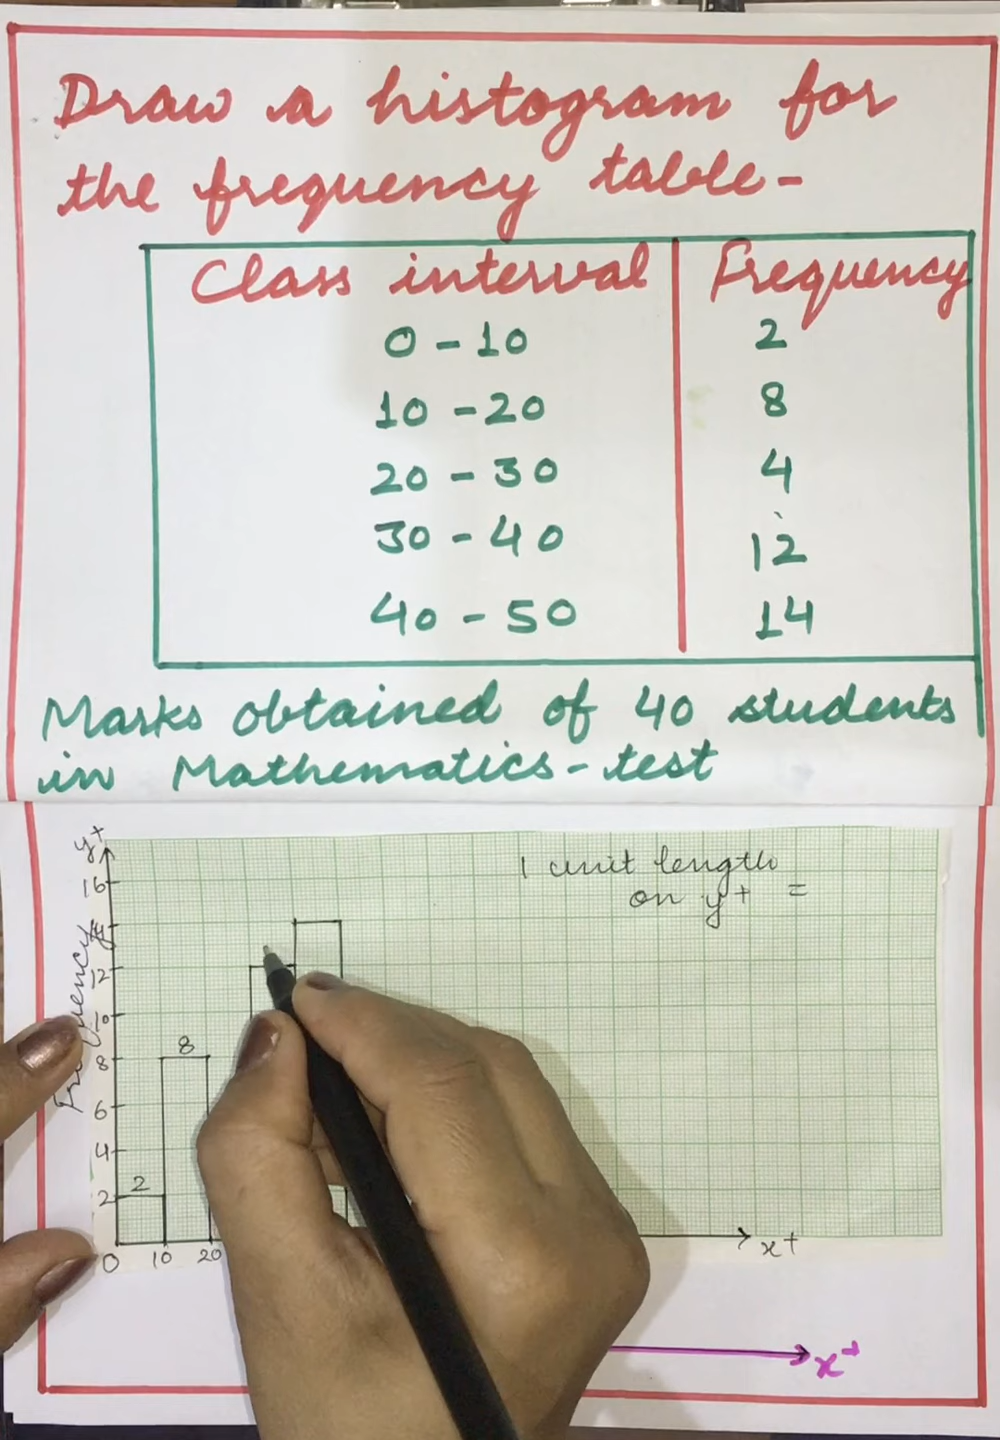 Draw a histogram for
the frequency table-
Class interval Frequency
0-10 2
10-20 8
20-30 4
30-40 12
40-50 14
Marks obtained of 40 students
in Mathematics-test
y+
1 unit length
on y+ =
16
12
10
8
6
4
2
Frequency
8
2
0 10 20
x+
x+